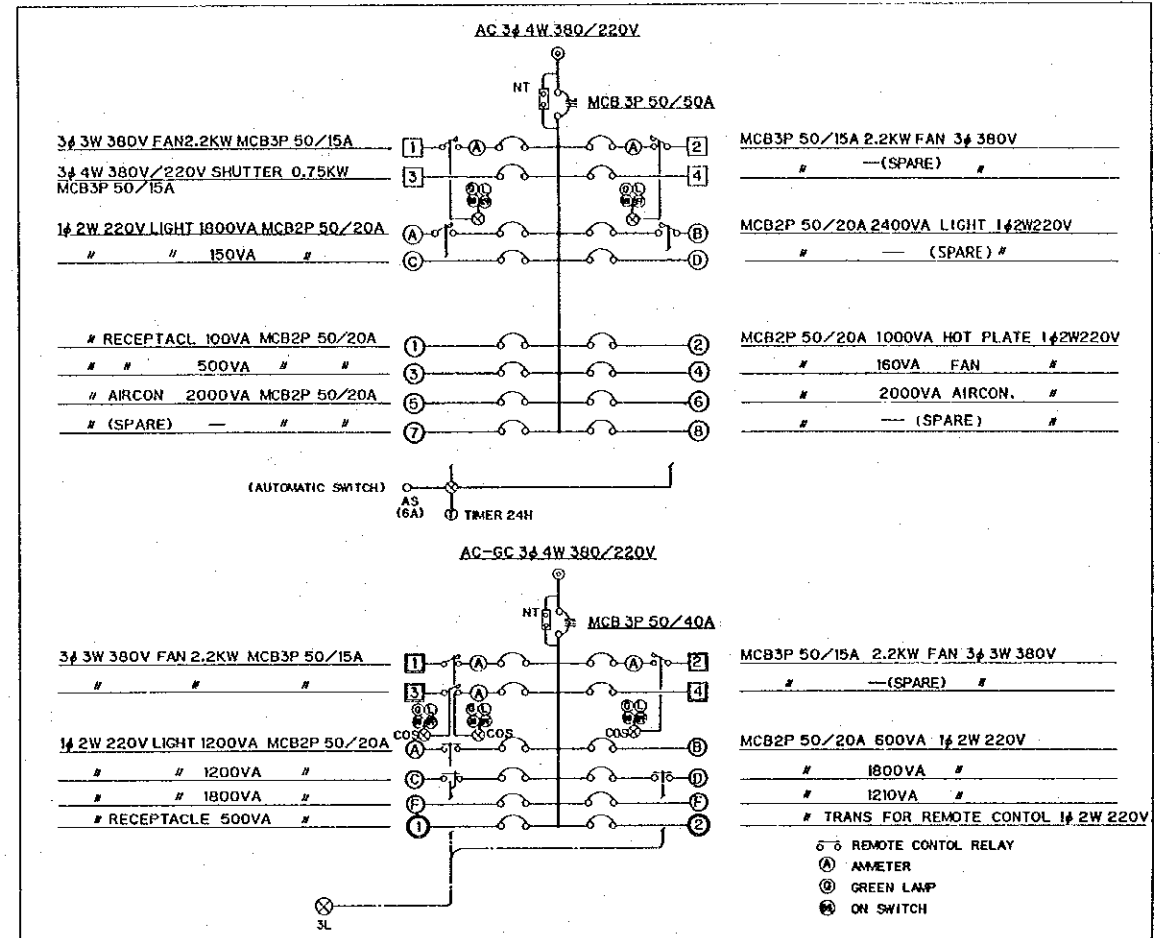 AC 3ϕ 4W 380/220V
NT
MCB 3P 50/50A
3ϕ 3W 380V FAN2.2KW MCB3P 50/15A 1 A A 2 MCB3P 50/15A 2.2KW FAN 3ϕ 380V
3ϕ 4W 380V/220V SHUTTER 0.75KW 3 4 〃 —(SPARE) 〃
MCB3P 50/15A
G L G L
1ϕ 2W 220V LIGHT 1800VA MCB2P 50/20A A B MCB2P 50/20A 2400VA LIGHT 1ϕ2W220V
〃 〃 150VA 〃 C D 〃 — (SPARE) 〃
〃 RECEPTACL 100VA MCB2P 50/20A 1 2 MCB2P 50/20A 1000VA HOT PLATE 1ϕ2W220V
〃 〃 500VA 〃 〃 3 4 〃 160VA FAN 〃
〃 AIRCON 2000VA MCB2P 50/20A 5 6 〃 2000VA AIRCON. 〃
〃 (SPARE) — 〃 〃 7 8 〃 — (SPARE) 〃
(AUTOMATIC SWITCH) AS
(6A) T TIMER 24H
AC-GC 3ϕ 4W 380/220V
NT
MCB 3P 50/40A
3ϕ 3W 380V FAN 2.2KW MCB3P 50/15A 1 A A 2 MCB3P 50/15A 2.2KW FAN 3ϕ 3W 380V
〃 〃 〃 3 A 4 〃 —(SPARE) 〃
G L G L G L
COS COS COS
1ϕ 2W 220V LIGHT 1200VA MCB2P 50/20A A B MCB2P 50/20A 600VA 1ϕ 2W 220V
〃 〃 1200VA 〃 C D 〃 1800VA 〃
〃 〃 1800VA 〃 F F 〃 1210VA 〃
〃 RECEPTACLE 500VA 〃 1 2 〃 TRANS FOR REMOTE CONTOL 1ϕ 2W 220V
REMOTE CONTOL RELAY
A AMMETER
G GREEN LAMP
ON SWITCH
3L